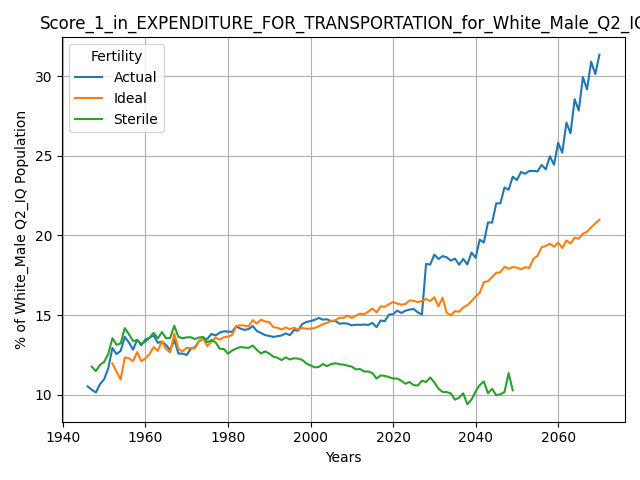 Score_1_in_EXPENDITURE_FOR_TRANSPORTATION_for_White_Male_Q2_IQ
Fertility
Actual
Ideal
Sterile
% of White_Male Q2_IQ Population
30
25
20
15
10
1940 1960 1980 2000 2020 2040 2060
Years